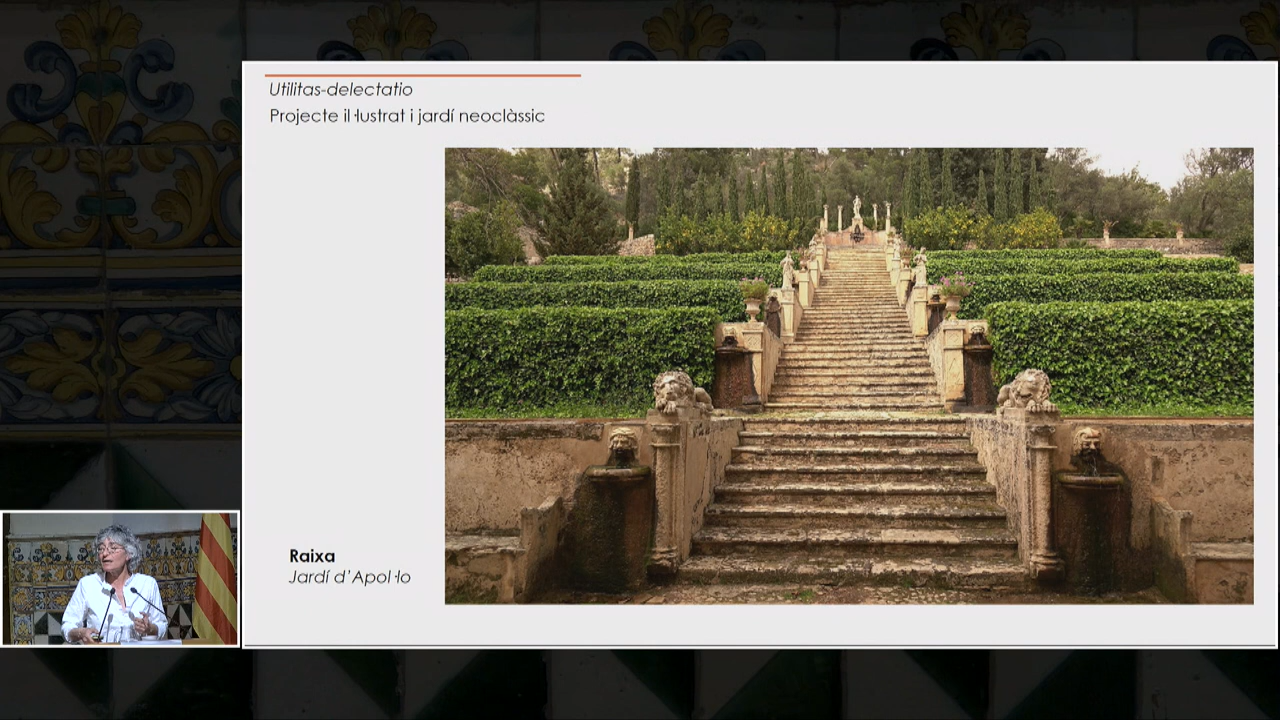 Utilitas-delectatio
Projecte il·lustrat i jardí neoclàssic
Raixa
Jardí d'Apol·lo